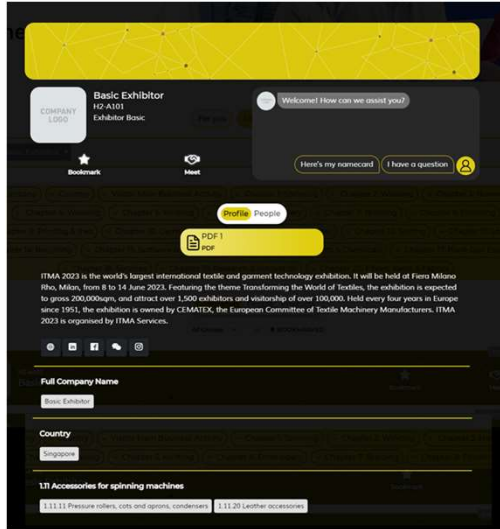 Basic Exhibitor
H2-A101
Exhibitor Basic
COMPANY
LOGO
Welcome! How can we assist you?
Bookmark
Meet
Here's my namecard
I have a question
Profile
People
PDF 1
PDF
ITMA 2023 is the world's largest international textile and garment technology exhibition. It will be held at Fiera Milano
Rho, Milan, from 8 to 14 June 2023. Featuring the theme Transforming the World of Textiles, the exhibition is expected
to gross 200,000sqm, and attract over 1,500 exhibitors and visitorship of over 100,000. Held every four years in Europe
since 1951, the exhibition is owned by CEMATEX, the European Committee of Textile Machinery Manufacturers. ITMA
2023 is organised by ITMA Services.
Full Company Name
Basic Exhibitor
Country
Singapore
1.11 Accessories for spinning machines
1.11.11 Pressure rollers, cots and aprons, condensers
1.11.20 Leather accessories